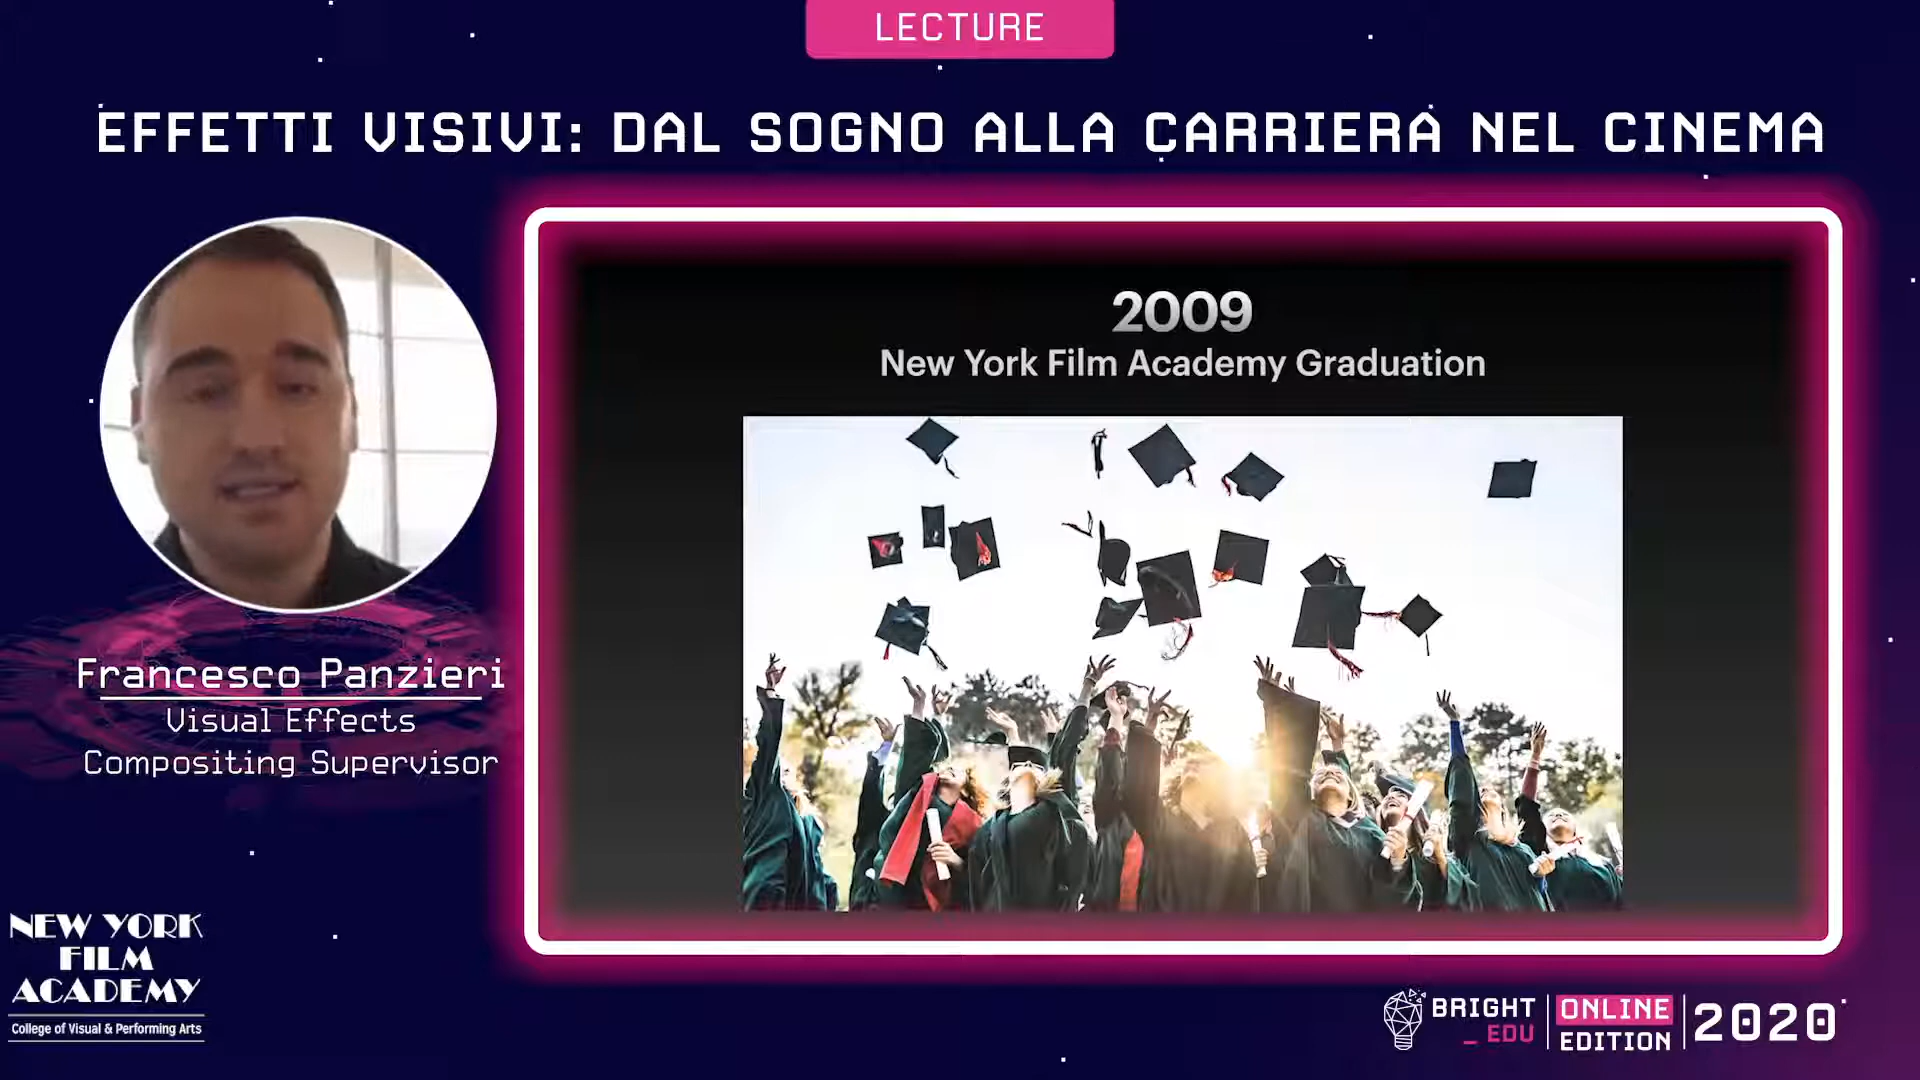 LECTURE
EFFETTI VISIVI: DAL SOGNO ALLA CARRIERA NEL CINEMA
2009
New York Film Academy Graduation
Francesco Panzieri
Visual Effects
Compositing Supervisor
NEW YORK
FILM
ACADEMY
College of Visual & Performing Arts
BRIGHT
_ EDU
ONLINE
EDITION
2020